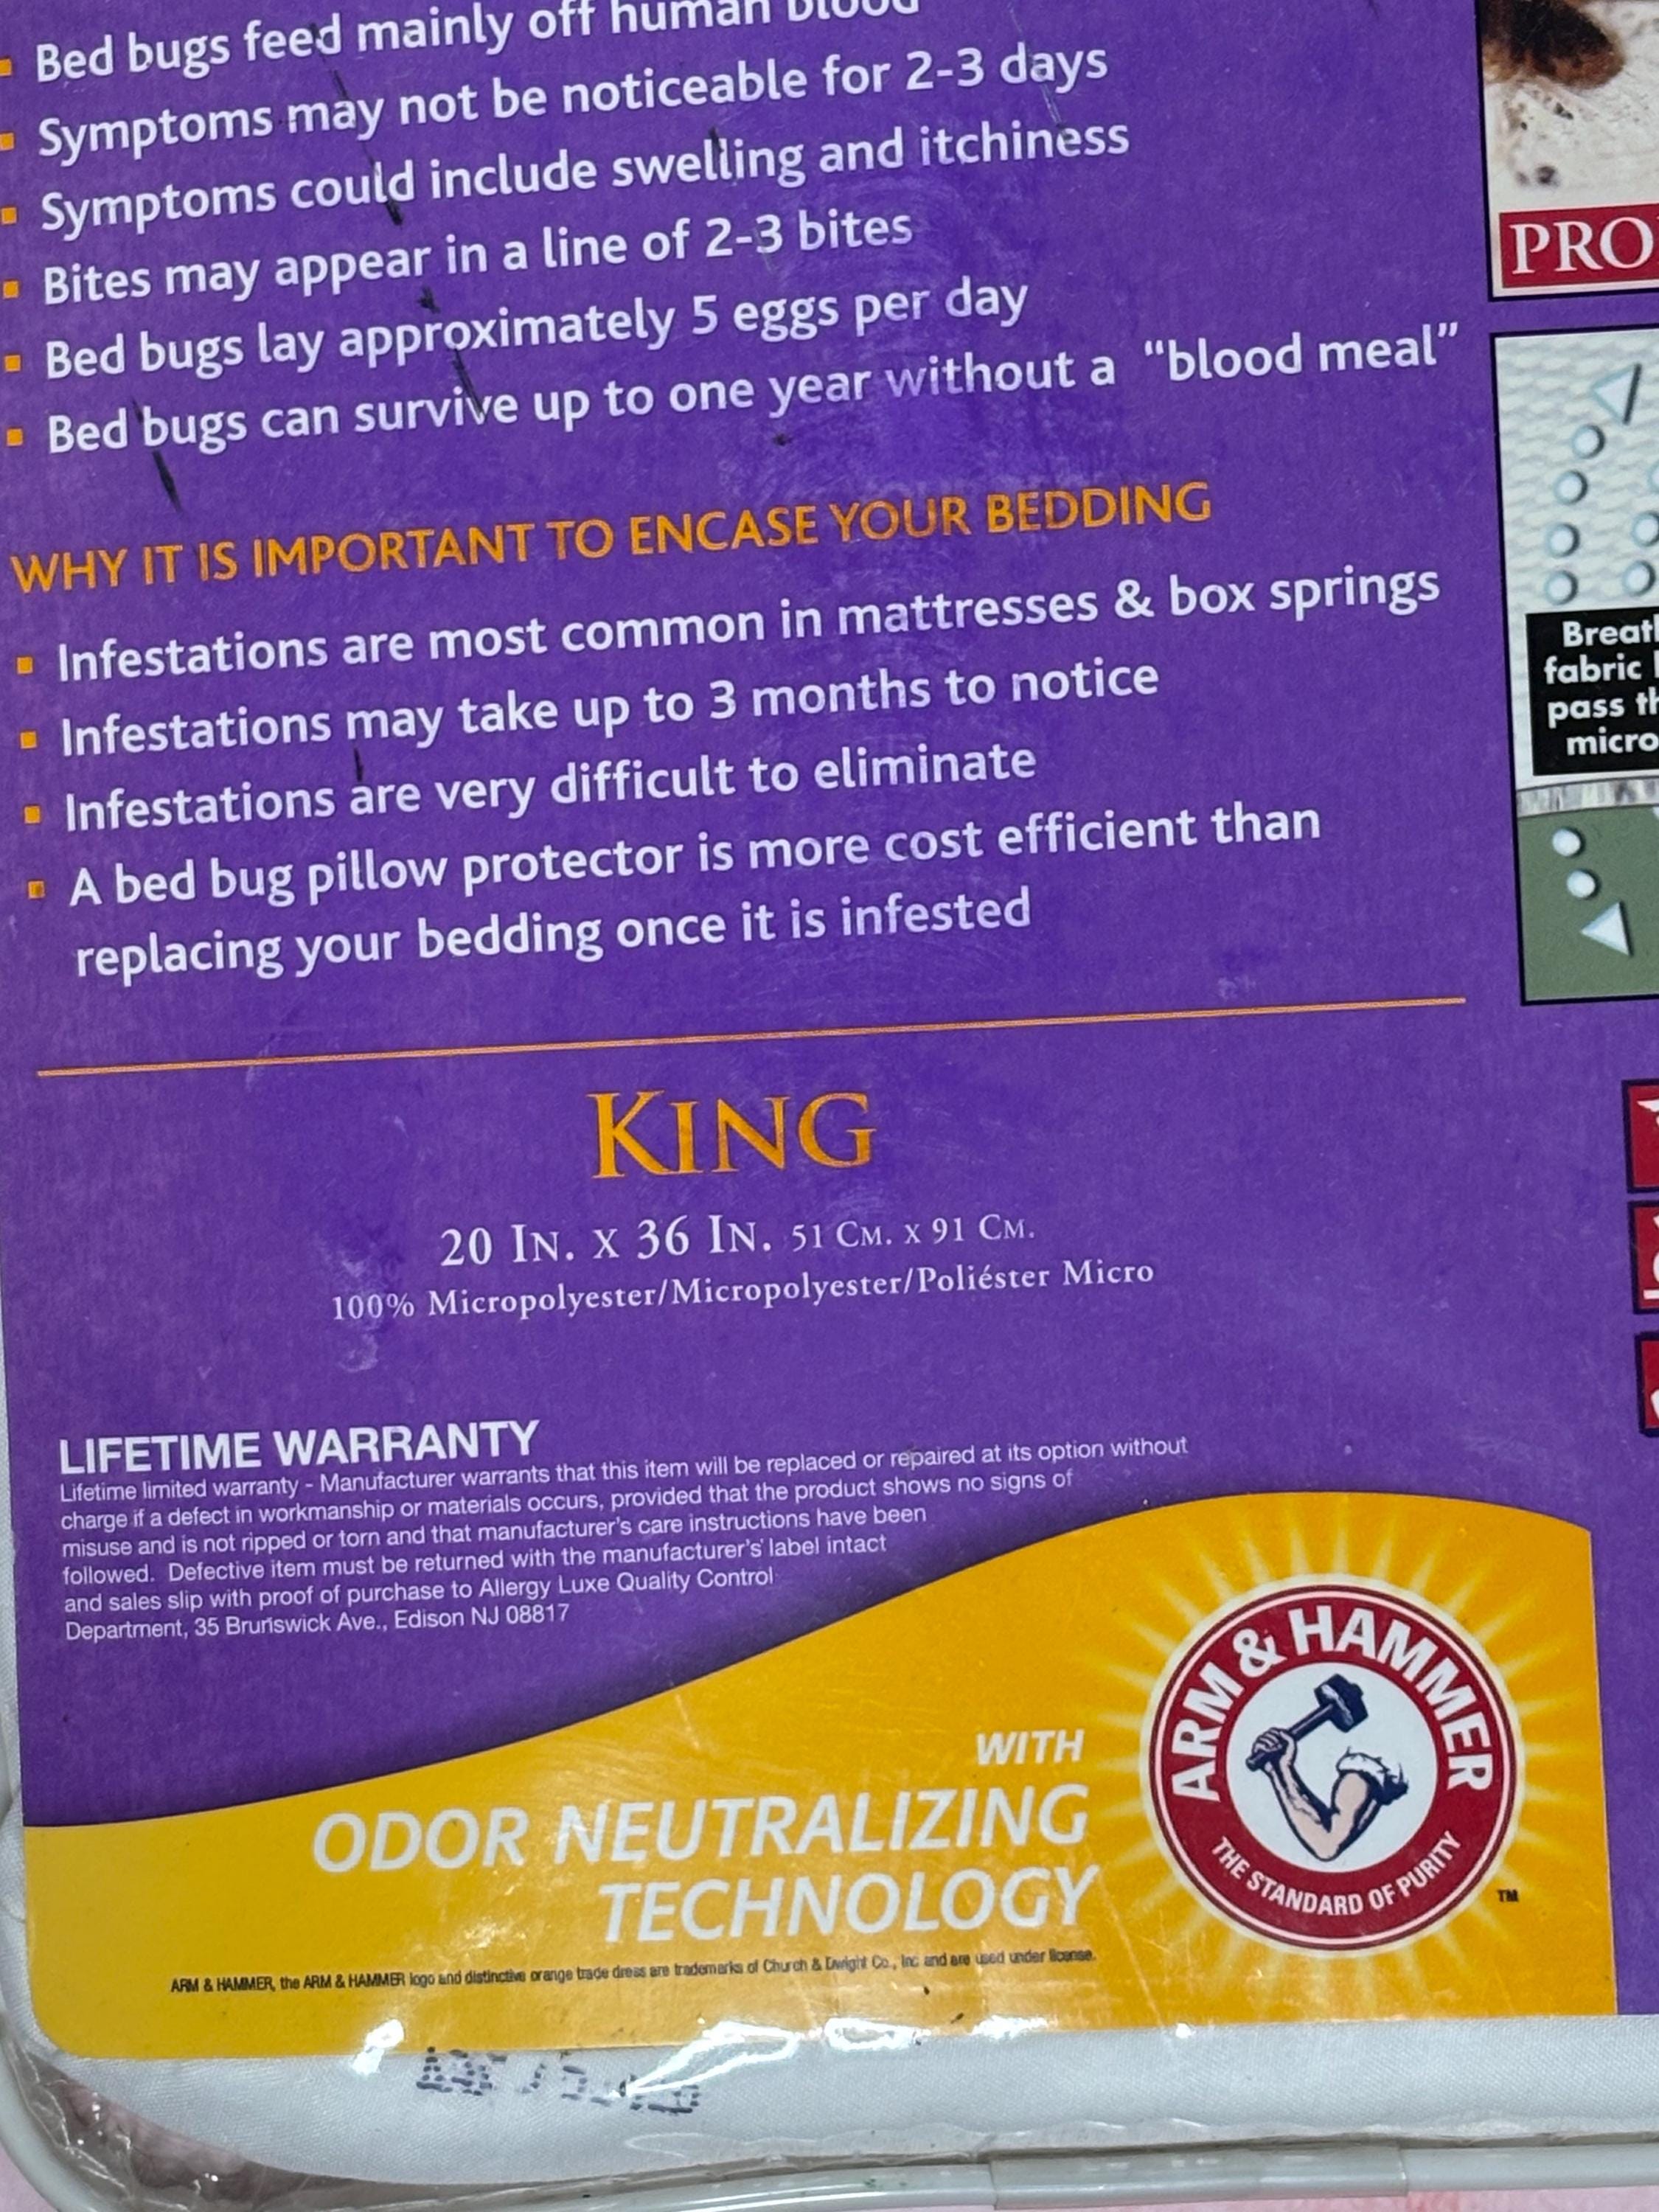 Bed bugs feed mainly off human blood
Symptoms may not be noticeable for 2-3 days
Symptoms could include swelling and itchiness
Bites may appear in a line of 2-3 bites
Bed bugs lay approximately 5 eggs per day
Bed bugs can survive up to one year without a "blood meal"
WHY IT IS IMPORTANT TO ENCASE YOUR BEDDING
Infestations are most common in mattresses & box springs
Infestations may take up to 3 months to notice
Infestations are very difficult to eliminate
A bed bug pillow protector is more cost efficient than
replacing your bedding once it is infested
KING
20 IN. X 36 IN. 51 CM. X 91 CM.
100% Micropolyester/Micropolyester/Poliéster Micro
LIFETIME WARRANTY
Lifetime limited warranty - Manufacturer warrants that this item will be replaced or repaired at its option without
charge if a defect in workmanship or materials occurs, provided that the product shows no signs of
misuse and is not ripped or torn and that manufacturer's care instructions have been
followed. Defective item must be returned with the manufacturer's label intact
and sales slip with proof of purchase to Allergy Luxe Quality Control
Department, 35 Brunswick Ave., Edison NJ 08817
WITH
ODOR NEUTRALIZING
TECHNOLOGY
ARM & HAMMER
THE STANDARD OF PURITY
TM
ARM & HAMMER, the ARM & HAMMER logo and distinctive orange trade dress are trademarks of Church & Dwight Co., Inc and are used under license.
PRO
fabric
pass
micro